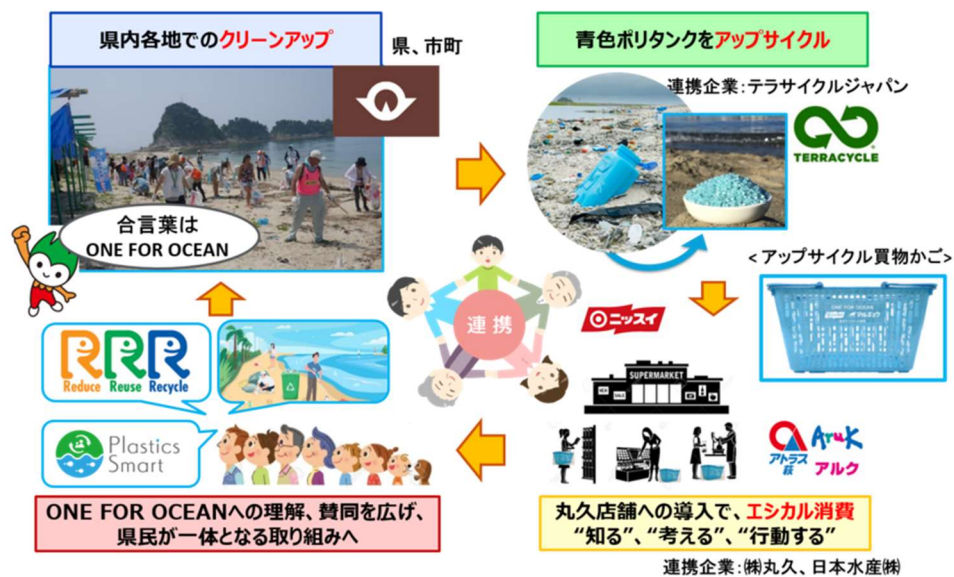 県内各地でのクリーンアップ
県、市町
合言葉は
ONE FOR OCEAN
青色ポリタンクをアップサイクル
連携企業：テラサイクルジャパン
TERRACYCLE
<アップサイクル買物かご>
ONE FOR OCEAN
ニッスイ
SUPERMARKET
連携
アトラス
萩
Aruk
アルク
丸久店舗への導入で、エシカル消費
“知る”、“考える”、“行動する”
連携企業：㈱丸久、日本水産㈱
RRR
Reduce Reuse Recycle
Plastics
Smart
ONE FOR OCEANへの理解、賛同を広げ、
県民が一体となる取り組みへ